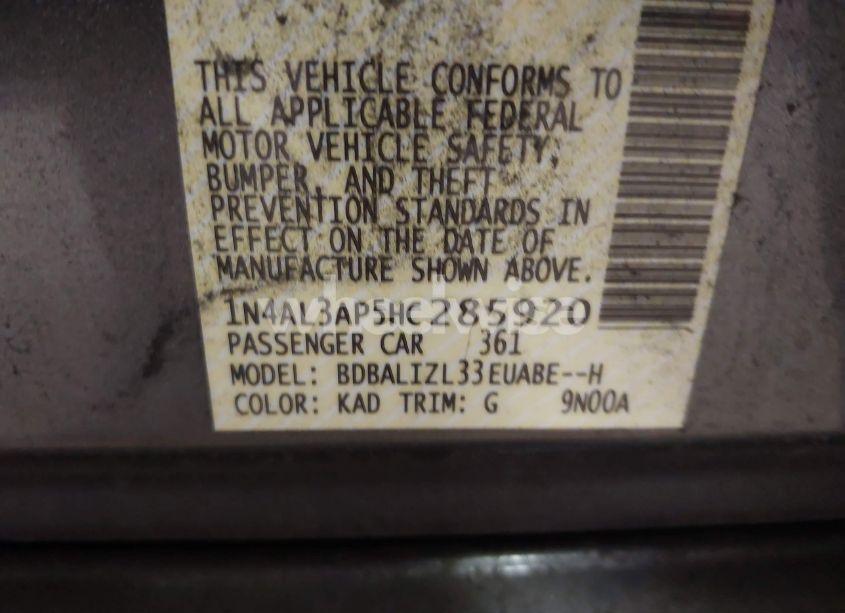 THIS VEHICLE CONFORMS TO
ALL APPLICABLE FEDERAL
MOTOR VEHICLE SAFETY,
BUMPER, AND THEFT
PREVENTION STANDARDS IN
EFFECT ON THE DATE OF
MANUFACTURE SHOWN ABOVE.
1N4AL3AP5HC285920
PASSENGER CAR 361
MODEL: BDBALIZL33EUABE--H
COLOR: KAD TRIM: G 9N00A